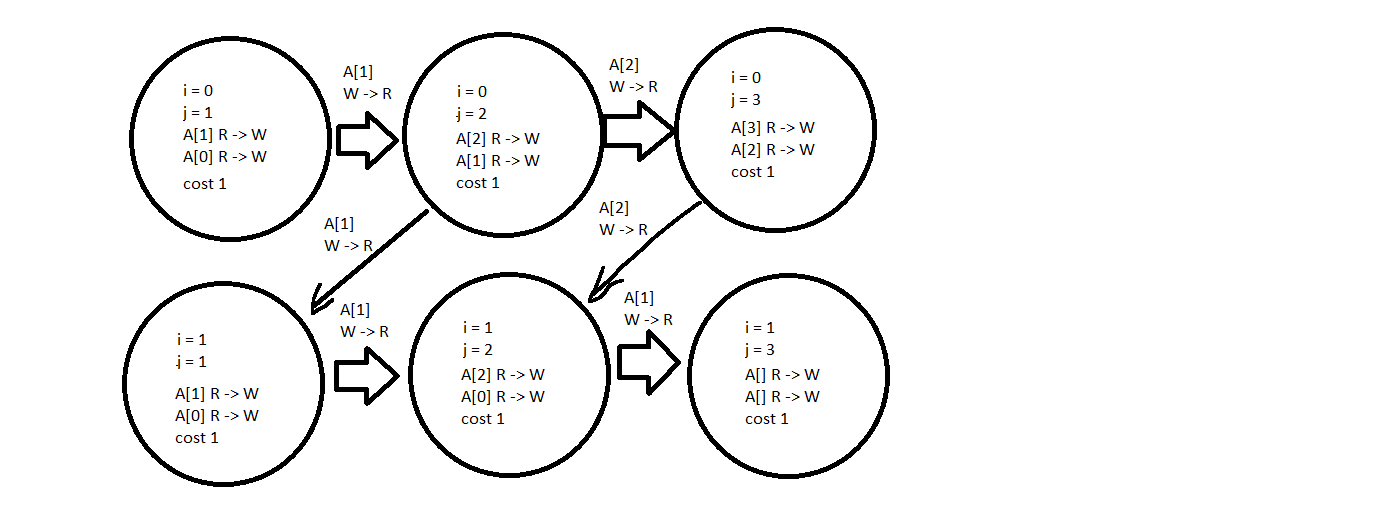 i = 0
j = 1
A[1] R -> W
A[0] R -> W
cost 1
A[1]
W -> R
i = 0
j = 2
A[2] R -> W
A[1] R -> W
cost 1
A[2]
W -> R
i = 0
j = 3
A[3] R -> W
A[2] R -> W
cost 1
A[1]
W -> R
A[2]
W -> R
i = 1
j = 1
A[1] R -> W
A[0] R -> W
cost 1
A[1]
W -> R
i = 1
j = 2
A[2] R -> W
A[0] R -> W
cost 1
A[1]
W -> R
i = 1
j = 3
A[] R -> W
A[] R -> W
cost 1